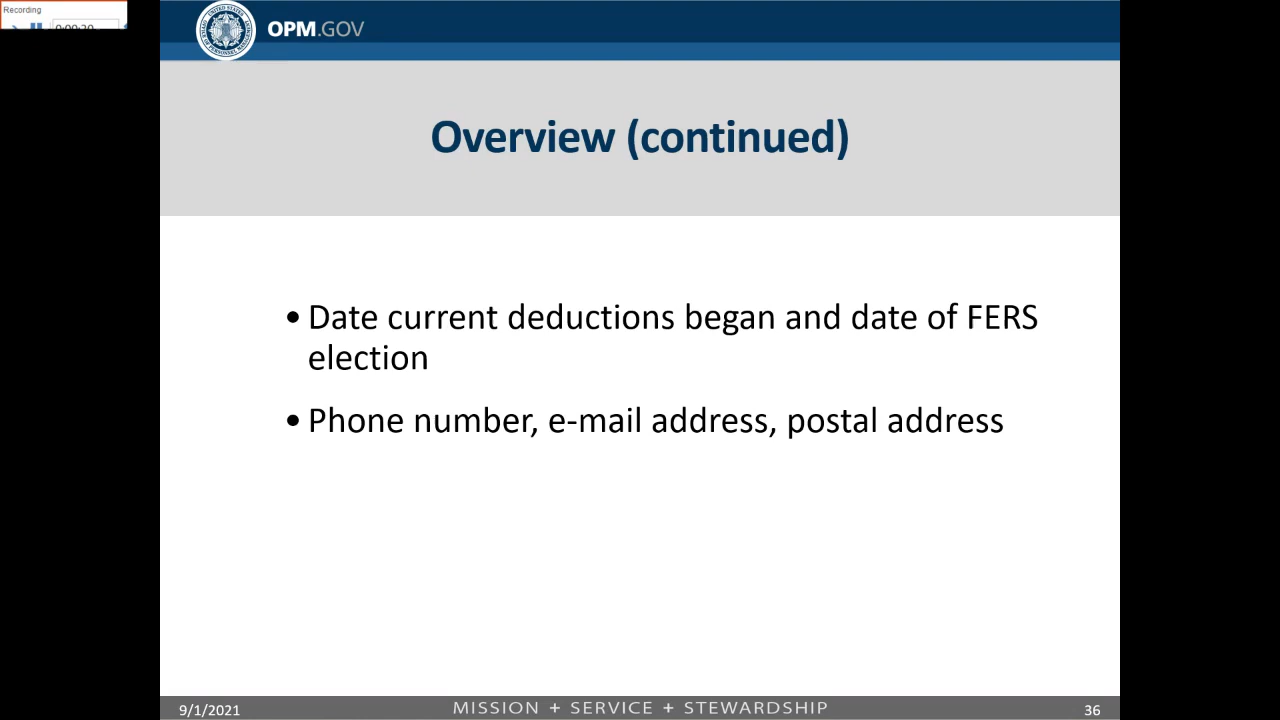 Recording
OPM.GOV
Overview (continued)
• Date current deductions began and date of FERS
election
• Phone number, e-mail address, postal address
9/1/2021
MISSION + SERVICE + STEWARDSHIP
36